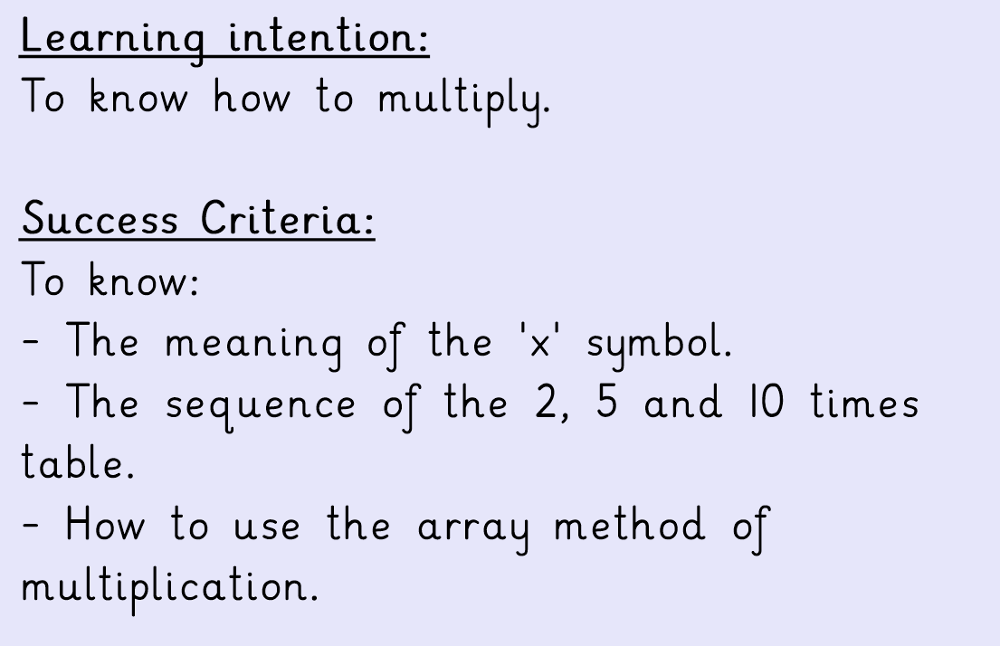 Learning intention:
To know how to multiply.
Success Criteria:
To know:
- The meaning of the 'x' symbol.
- The sequence of the 2, 5 and 10 times
table.
- How to use the array method of
multiplication.